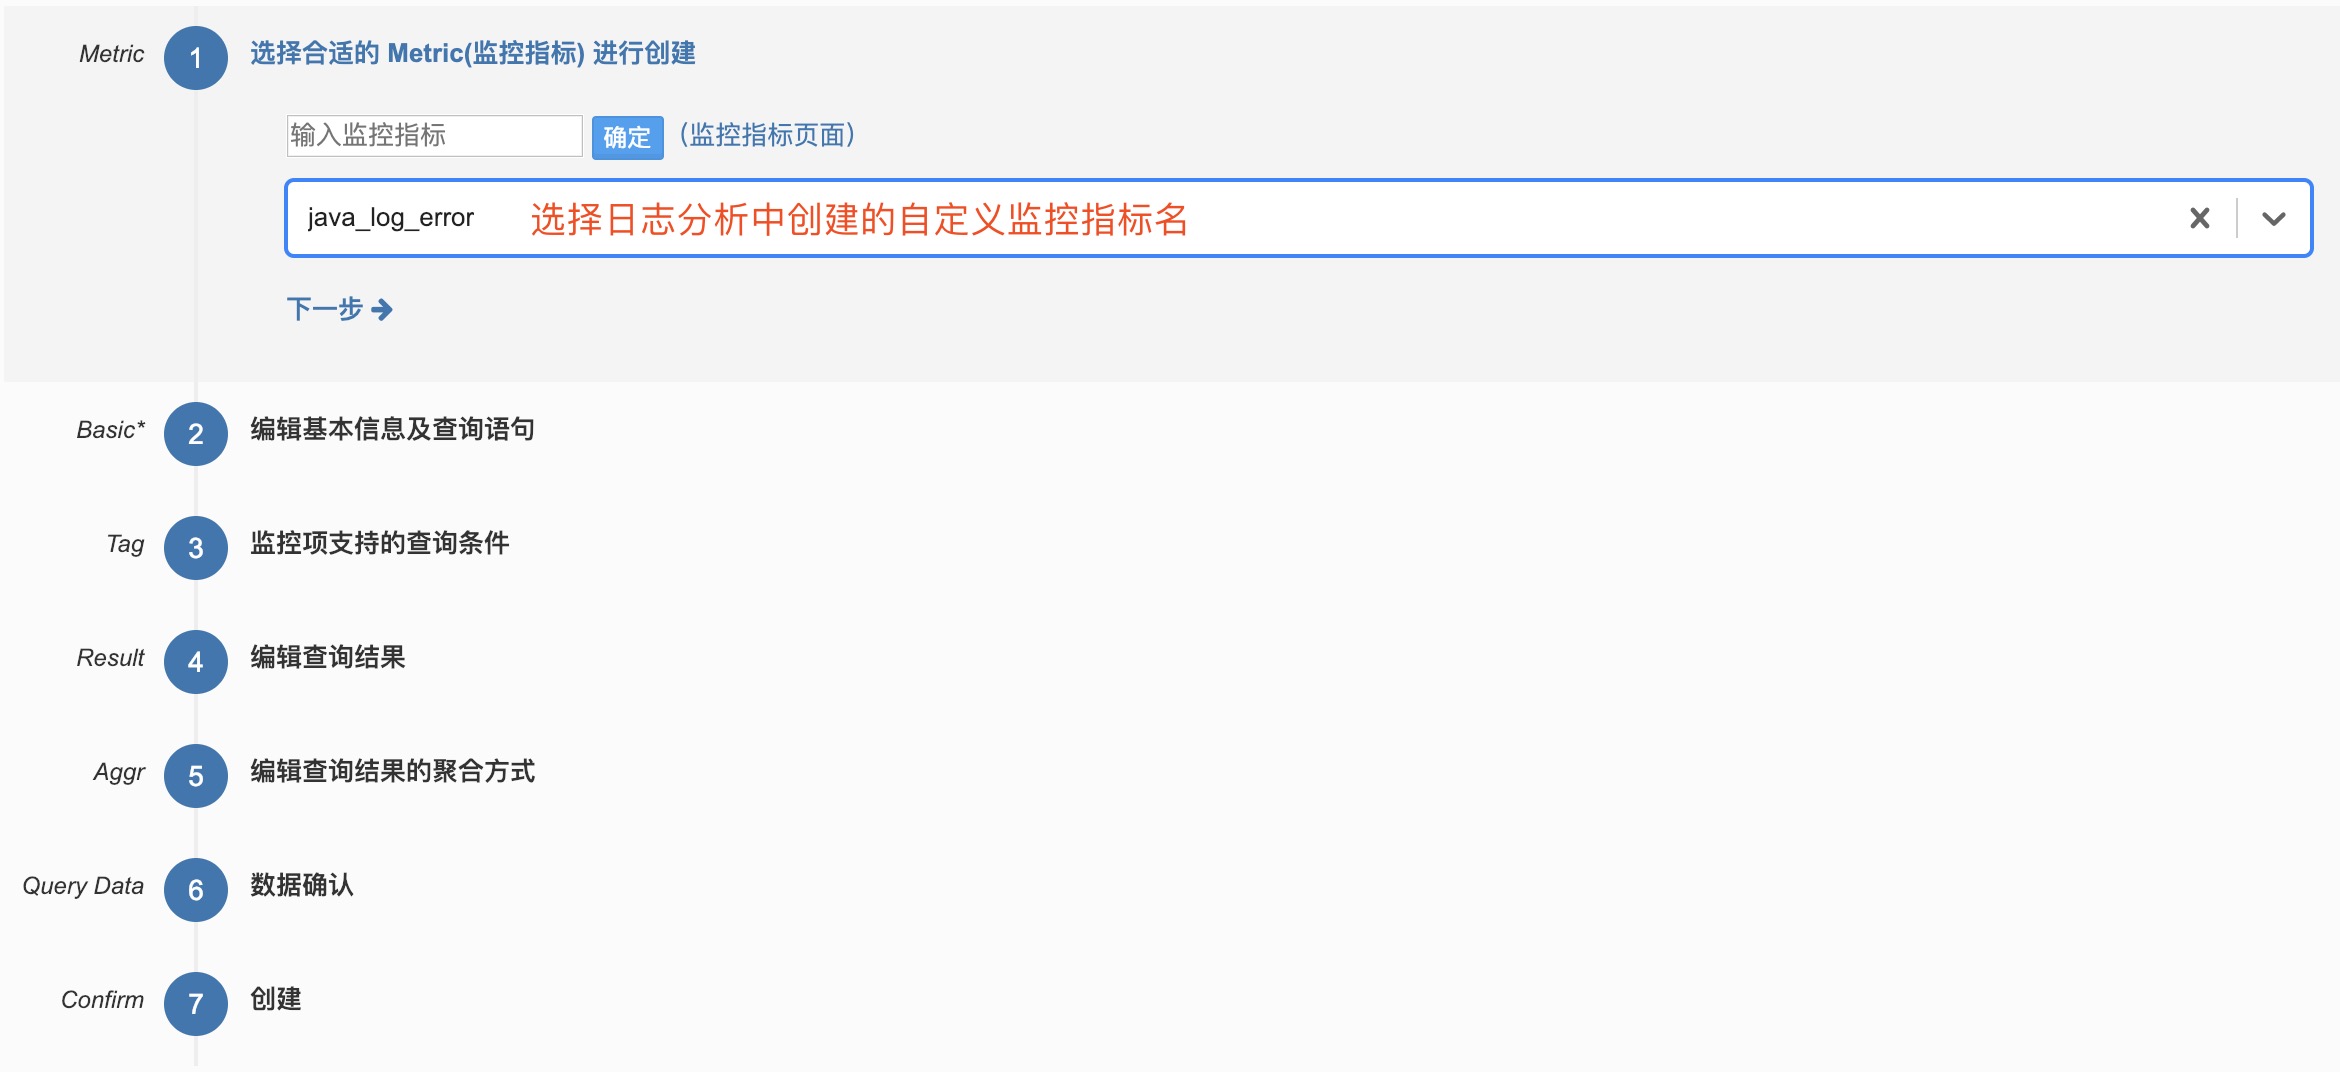 Metric 1 选择合适的 Metric(监控指标) 进行创建
输入监控指标 确定 (监控指标页面)
java_log_error 选择日志分析中创建的自定义监控指标名
下一步
Basic* 2 编辑基本信息及查询语句
Tag 3 监控项支持的查询条件
Result 4 编辑查询结果
Aggr 5 编辑查询结果的聚合方式
Query Data 6 数据确认
Confirm 7 创建